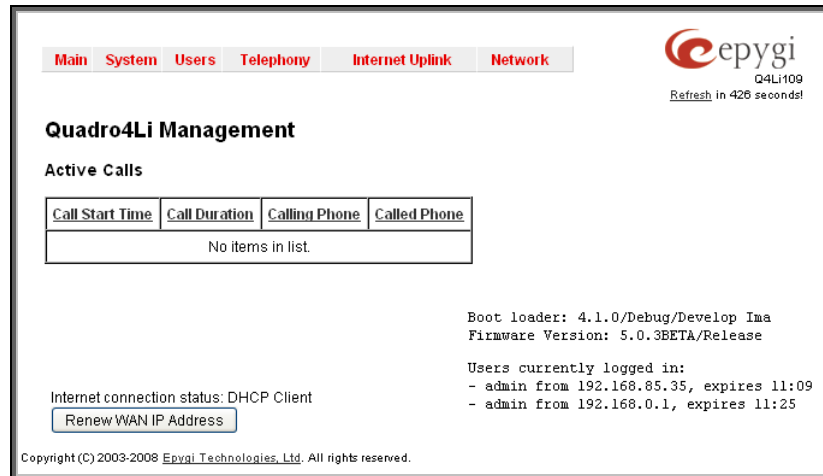 Main System Users Telephony Internet Uplink Network
epygi
Q4Li109
Refresh in 426 seconds!
Quadro4Li Management
Active Calls
Call Start Time Call Duration Calling Phone Called Phone
No items in list.
Boot loader: 4.1.0/Debug/Develop Ima
Firmware Version: 5.0.3BETA/Release
Users currently logged in:
- admin from 192.168.85.35, expires 11:09
- admin from 192.168.0.1, expires 11:25
Internet connection status: DHCP Client
Renew WAN IP Address
Copyright (C) 2003-2008 Epygi Technologies, Ltd. All rights reserved.